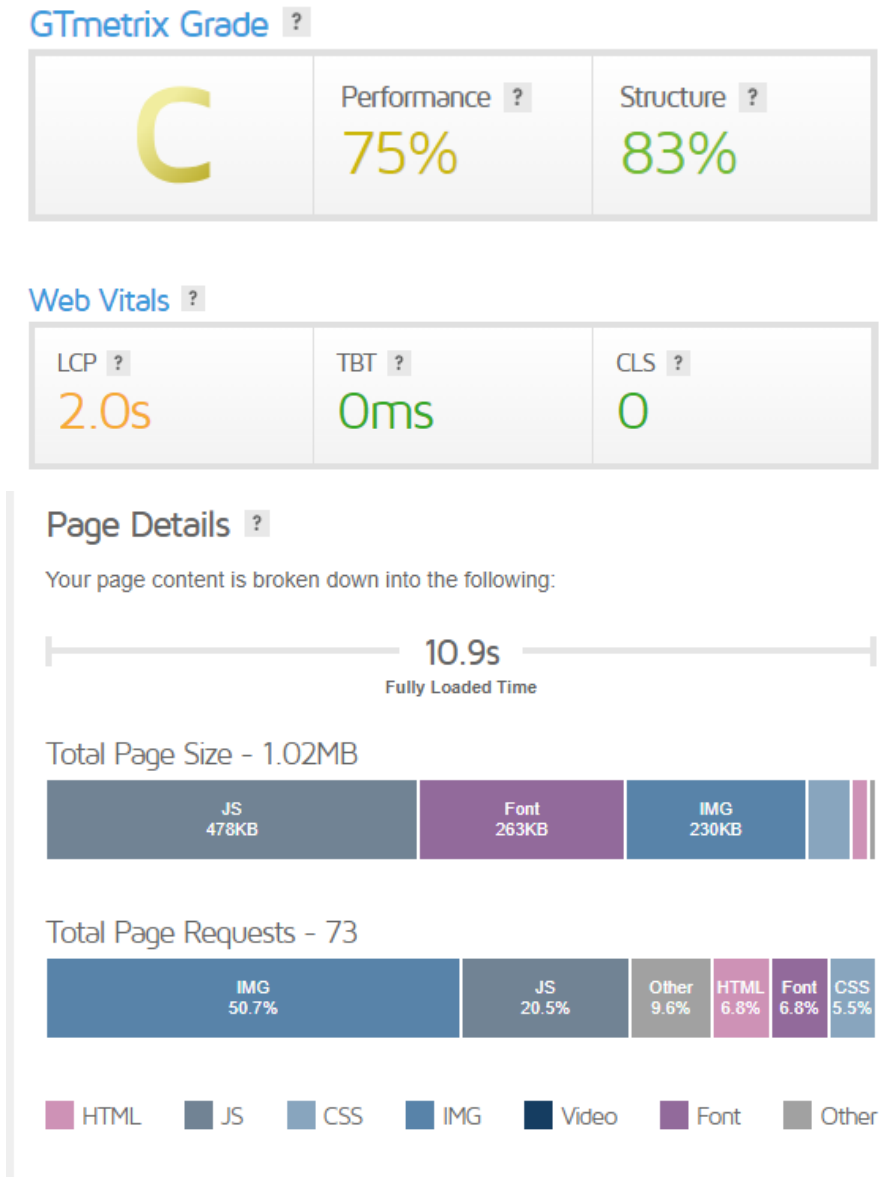 GTmetrix Grade ?
C
Performance ?
75%
Structure ?
83%
Web Vitals ?
LCP ?
2.0s
TBT ?
0ms
CLS ?
0
Page Details ?
Your page content is broken down into the following:
10.9s
Fully Loaded Time
Total Page Size - 1.02MB
JS
478KB
Font
263KB
IMG
230KB
Total Page Requests - 73
IMG
50.7%
JS
20.5%
Other
9.6%
HTML
6.8%
Font
6.8%
CSS
5.5%
HTML JS CSS IMG Video Font Other